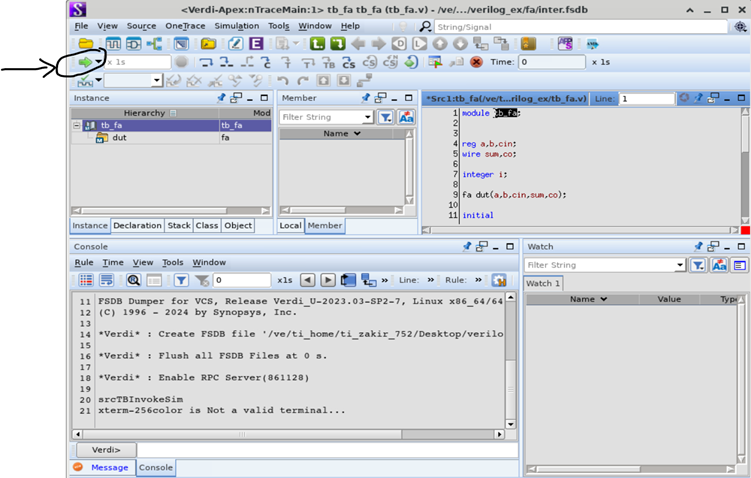 <Verdi-Apex:nTraceMain:1> tb_fa tb_fa (tb_fa.v) - /ve/.../verilog_ex/fa/inter.fsdb
File View Source OneTrace Simulation Tools Window Help String/Signal
x 1s Time: 0 x 1s
Instance
Hierarchy Mod
tb_fa tb_fa
dut fa
Instance Declaration Stack Class Object
Member
Filter String
Name
Local Member
*Src1:tb_fa(/ve/t...rilog_ex/fa/tb_fa.v) Line: 1
1 module tb_fa;
2
3
4 reg a,b,cin;
5 wire sum,co;
6
7 integer i;
8
9 fa dut(a,b,cin,sum,co);
10
11 initial
Console
Rule Time View Tools Window
0 x1s Line: Rule:
11 FSDB Dumper for VCS, Release Verdi_U-2023.03-SP2-7, Linux x86_64/64
12 (C) 1996 - 2024 by Synopsys, Inc.
13
14 *Verdi* : Create FSDB file '/ve/ti_home/ti_zakir_752/Desktop/verilo
15
16 *Verdi* : Flush all FSDB Files at 0 s.
17
18 *Verdi* : Enable RPC Server(861128)
19
20 srcTBInvokeSim
21 xterm-256color is Not a valid terminal...
Verdi>
Message Console
Watch
Filter String
Watch 1
Name Value Typ